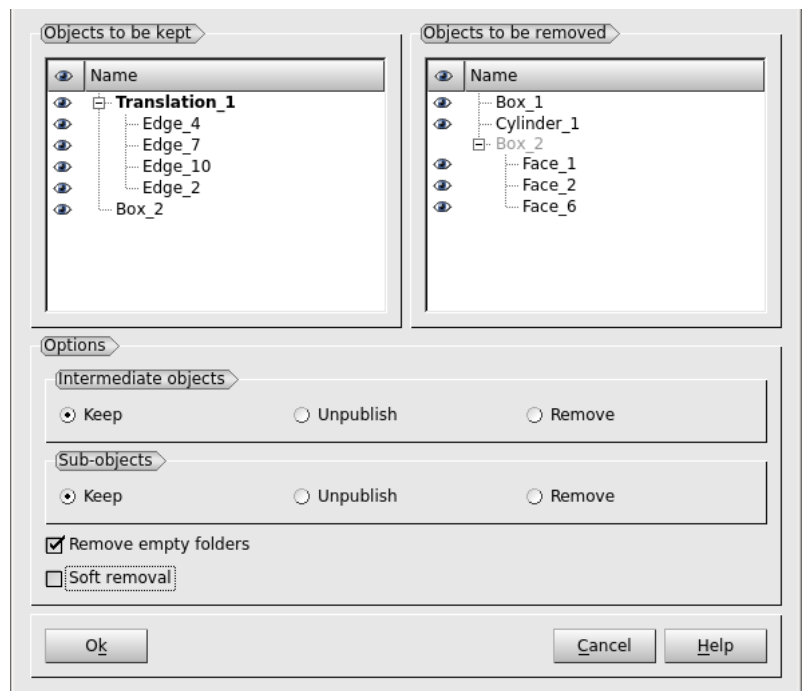 Objects to be kept
Name
Translation_1
Edge_4
Edge_7
Edge_10
Edge_2
Box_2
Objects to be removed
Name
Box_1
Cylinder_1
Box_2
Face_1
Face_2
Face_6
Options
Intermediate objects
Keep Unpublish Remove
Sub-objects
Keep Unpublish Remove
Remove empty folders
Soft removal
Ok Cancel Help